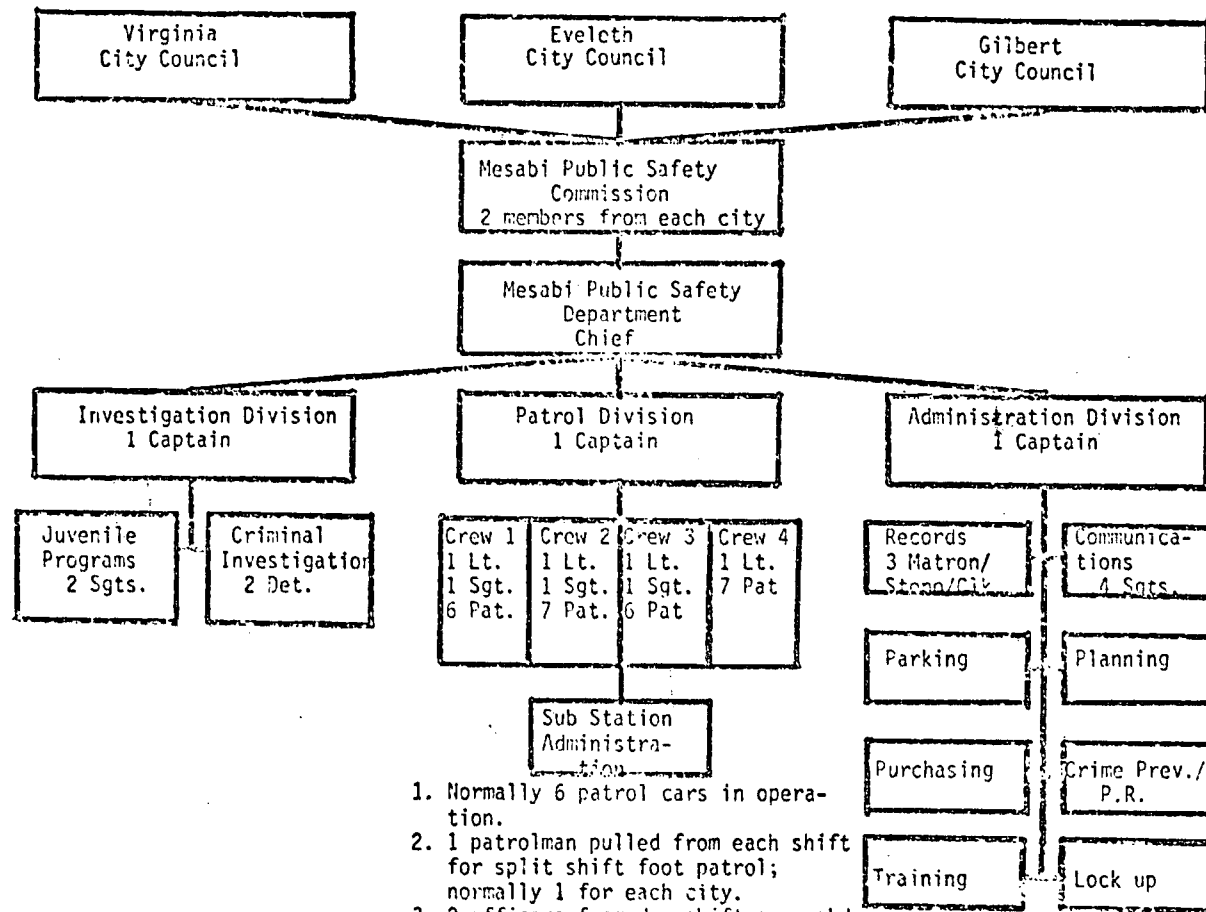 Virginia
City Council
Eveleth
City Council
Gilbert
City Council
Mesabi Public Safety
Commission
2 members from each city
Mesabi Public Safety
Department
Chief
Investigation Division
1 Captain
Patrol Division
1 Captain
Administration Division
1 Captain
Juvenile
Programs
2 Sgts.
Criminal
Investigation
2 Det.
Crew 1
1 Lt.
1 Sgt.
6 Pat.
Crew 2
1 Lt.
1 Sgt.
7 Pat.
Crew 3
1 Lt.
1 Sgt.
6 Pat
Crew 4
1 Lt.
7 Pat
Sub Station
Administra-
tion
Records
3 Matron/
Steno/Clk
Communica-
tions
4 Sgts.
Parking
Planning
Purchasing
Crime Prev./
P.R.
Training
Lock up
1. Normally 6 patrol cars in opera-
tion.
2. 1 patrolman pulled from each shift
for split shift foot patrol;
normally 1 for each city.